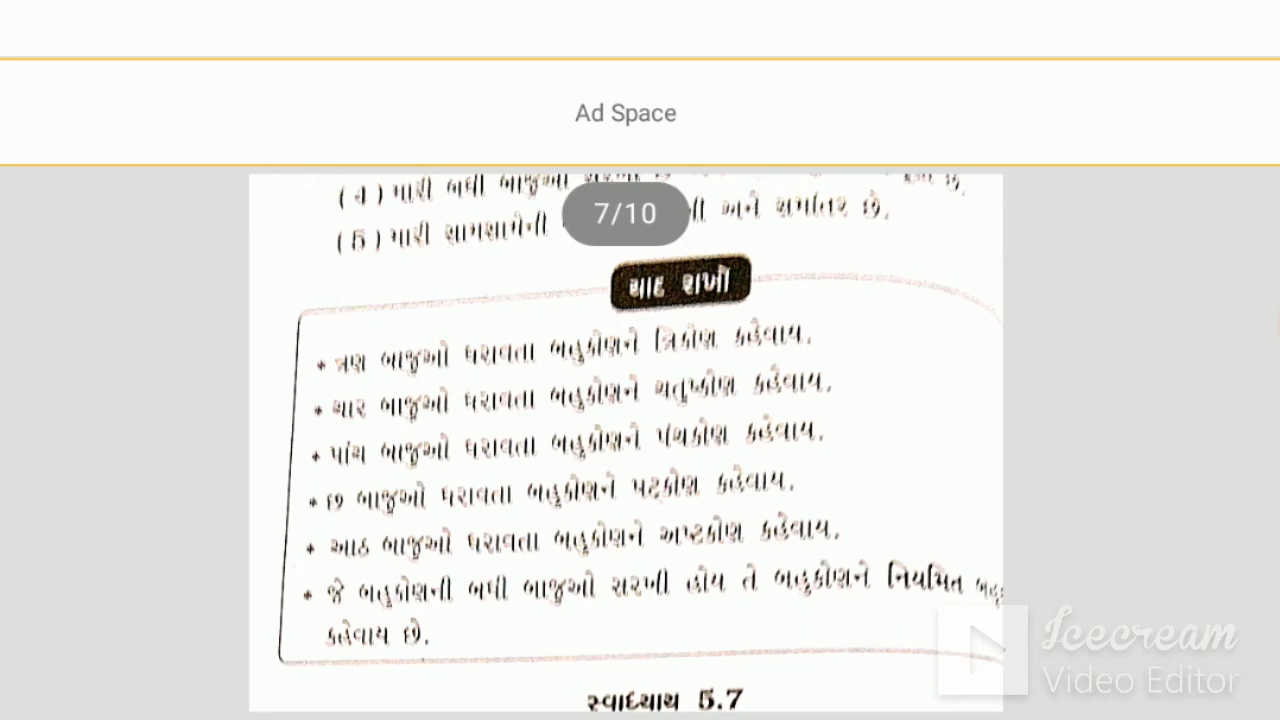 Ad Space
(4) મારી બધી બાજુઓ છે.
7/10
(5) મારી સામસામેની અને સમાંતર છે.
યાદ રાખો
* ત્રણ બાજુઓ ધરાવતા બહુકોણને ત્રિકોણ કહેવાય.
* ચાર બાજુઓ ધરાવતા બહુકોણને ચતુષ્કોણ કહેવાય.
* પાંચ બાજુઓ ધરાવતા બહુકોણને પંચકોણ કહેવાય.
* છ બાજુઓ ધરાવતા બહુકોણને ષટ્કોણ કહેવાય.
* આઠ બાજુઓ ધરાવતા બહુકોણને અષ્ટકોણ કહેવાય.
* જે બહુકોણની બધી બાજુઓ સરખી હોય તે બહુકોણને નિયમિત
કહેવાય છે.
Icecream
Video Editor
સ્વાધ્યાય 5.7